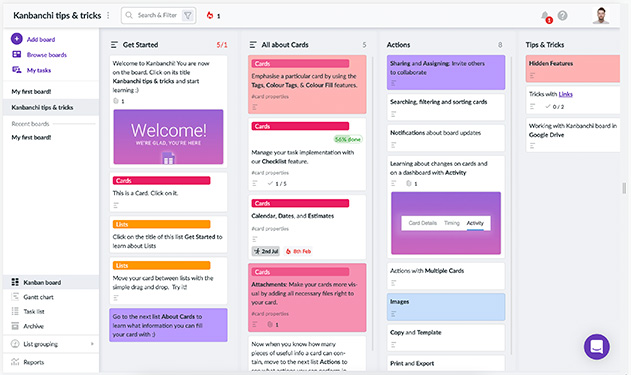 Kanbanchi tips & tricks
Search & Filter
1
1
Add board
Browse boards
My tasks
My first board!
Kanbanchi tips & tricks
Recent boards
My first board!
Kanban board
Gantt chart
Task list
Archive
List grouping
Reports
Get Started
5/1
Welcome to Kanbanchi! You are now
on the board. Click on its title
Kanbanchi tips & tricks and start
learning :)
1
Welcome!
WE'RE GLAD, YOU'RE HERE
Cards
This is a Card. Click on it.
Lists
Click on the title of this list Get Started to
learn about Lists
Lists
Move your card between lists with the
simple drag and drop. Try it!
Go to the next list About Cards to
learn what information you can fill
your card with ;)
All about Cards
5
Cards
Emphasise a particular card by using the
Tags, Colour Tags, & Colour Fill features.
#card properties
Cards
56% done
Manage your task implementation with
our Checklist feature.
#card properties
1 / 5
Cards
Calendar, Dates, and Estimates
#card properties
2nd Jul
8th Feb
Cards
Attachments: Make your cards more vis-
ual by adding all necessary files right to
your card.
#card properties
1
Now when you know how many
pieces of useful info a card can con-
tain, move to the next list Actions to
see what actions you can perform in
Actions
8
Sharing and Assigning: Invite others
to collaborate
Searching, filtering and sorting cards
Notifications about board updates
Learning about changes on cards and
on a dashboard with Activity
1
Card Details
Timing
Activity
Actions with Multiple Cards
Images
Copy and Template
Print and Export
Tips & Tricks
Hidden Features
Tricks with Links
0 / 2
Working with Kanbanchi board in
Google Drive